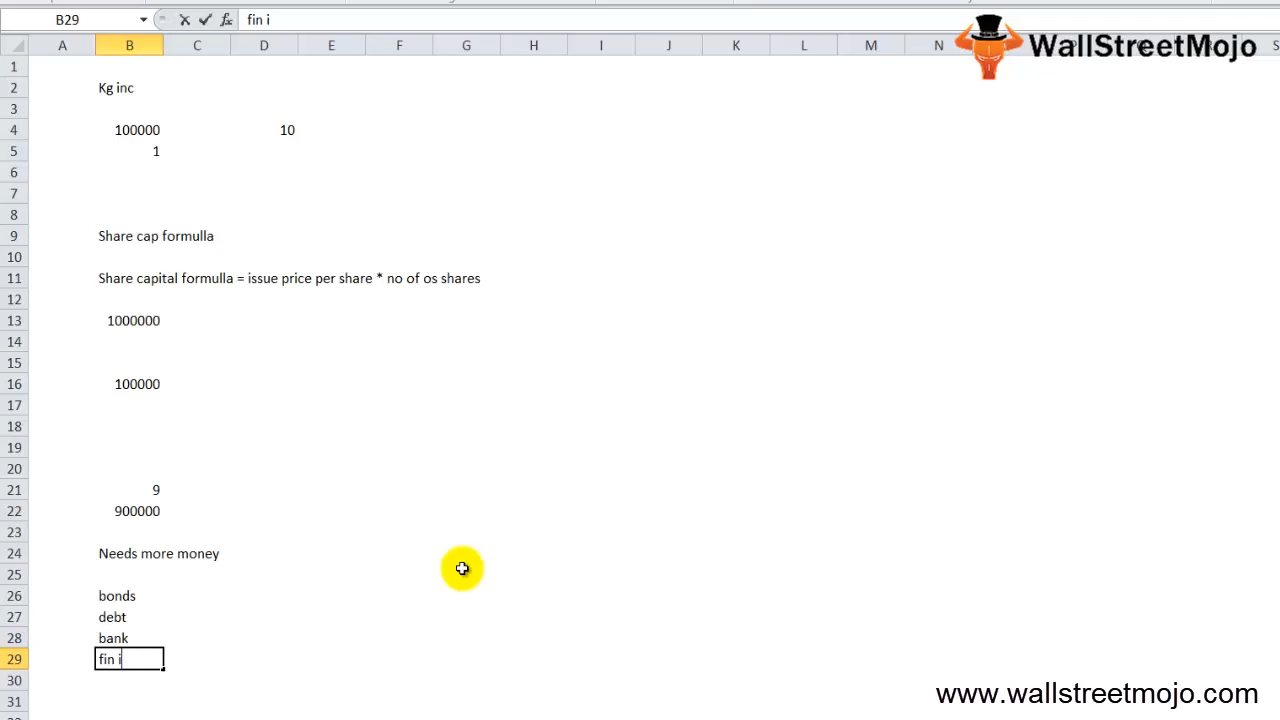 B29 fx fin i
A B C D E F G H I J K L M N S
WallStreetMojo
1
2 Kg inc
3
4 100000 10
5 1
6
7
8
9 Share cap formulla
10
11 Share capital formulla = issue price per share * no of os shares
12
13 1000000
14
15
16 100000
17
18
19
20
21 9
22 900000
23
24 Needs more money
25
26 bonds
27 debt
28 bank
29 fin i
30
31
www.wallstreetmojo.com